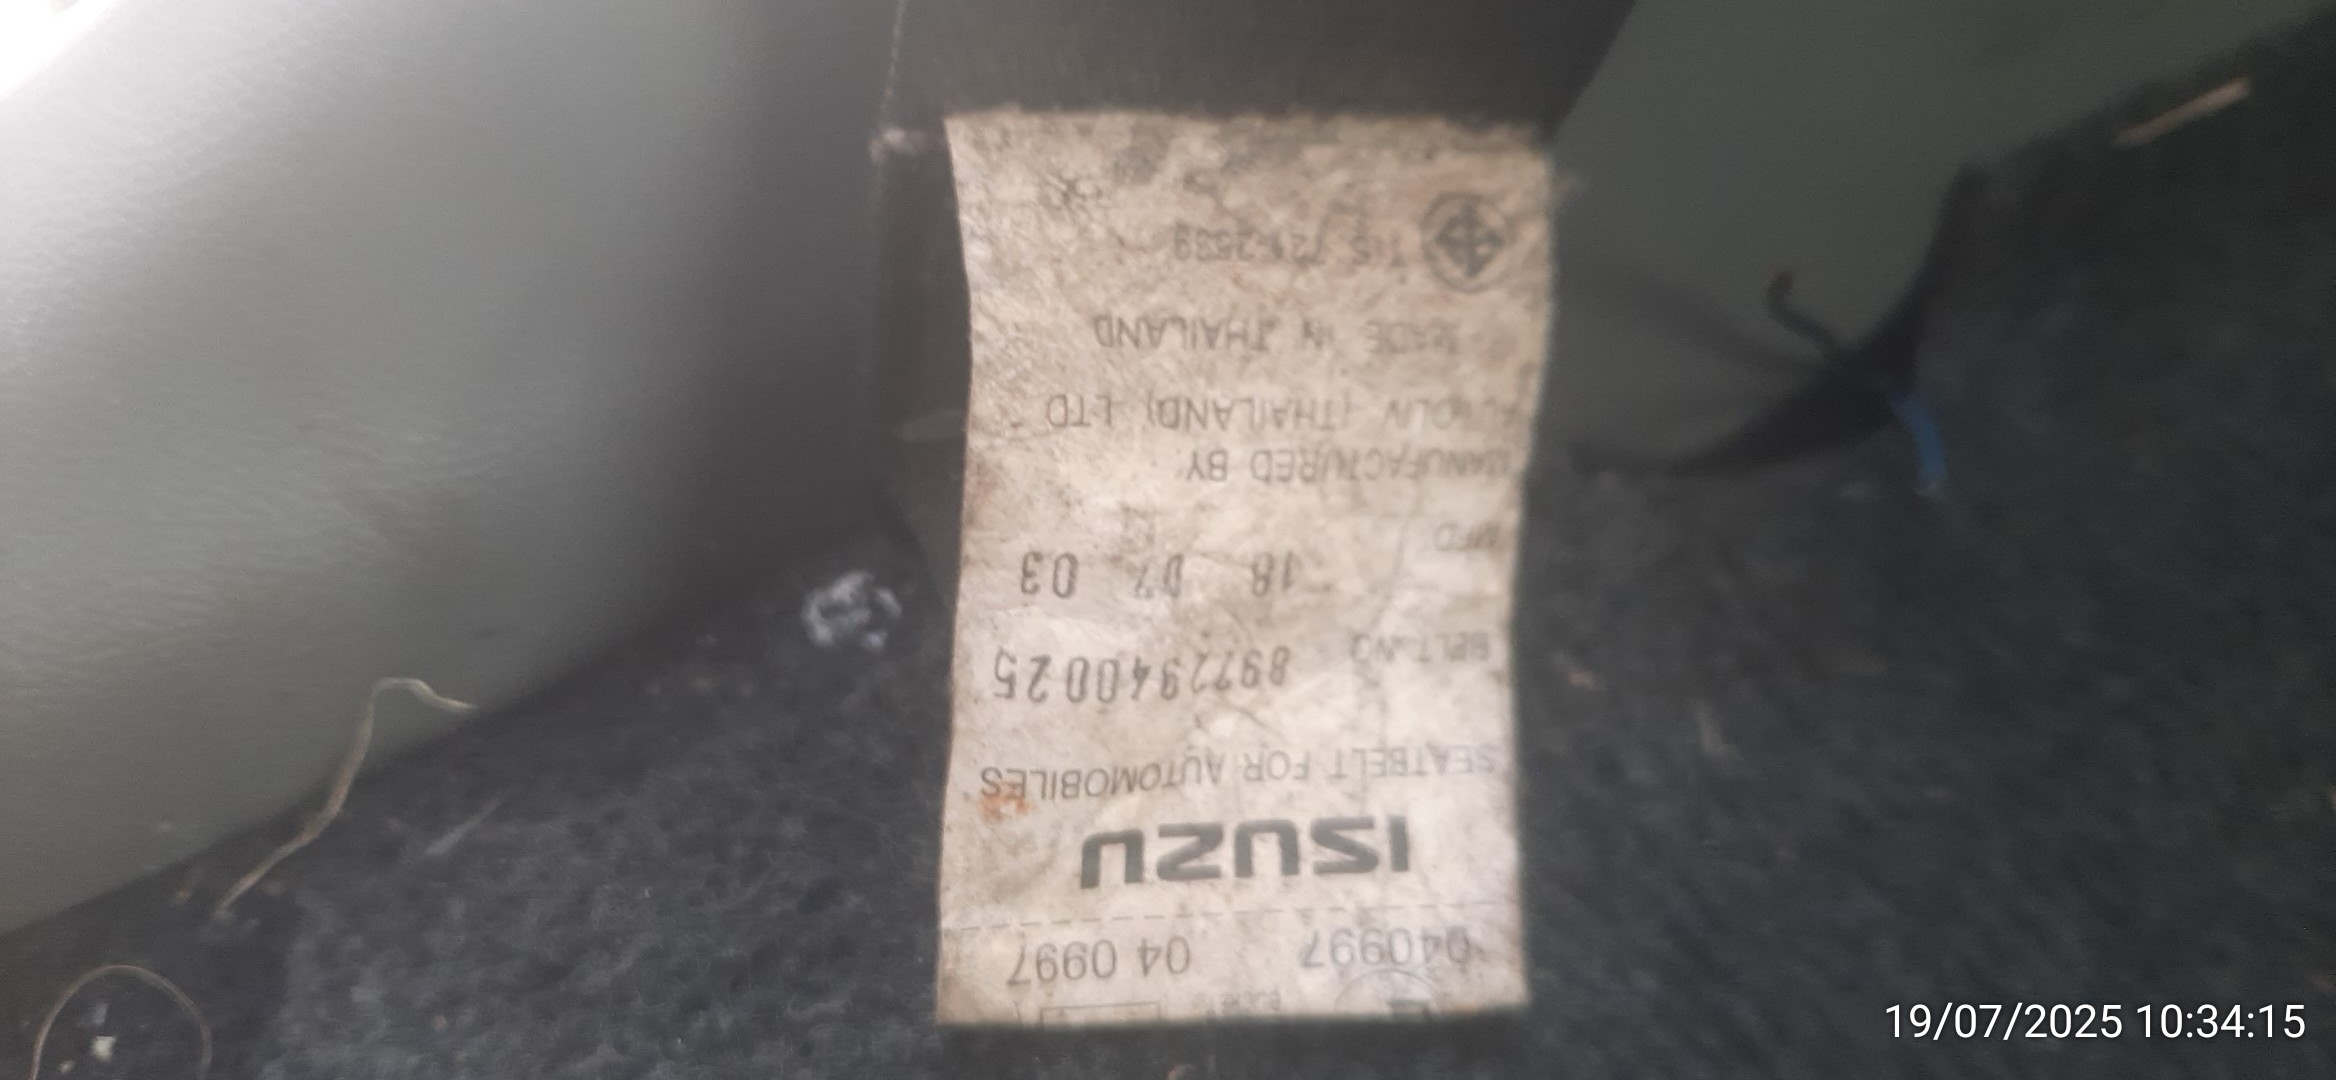 040997 04 0997
ISUZU
SEATBELT FOR AUTOMOBILES
BELT-NO 8972940025
MFD 18 07 03
MANUFACTURED BY
AUTOLIV (THAILAND) LTD
MADE IN THAILAND
TIS 721-2539
19/07/2025 10:34:15